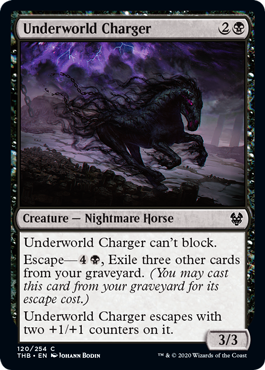 Underworld Charger 2
Creature — Nightmare Horse
Underworld Charger can't block.
Escape—4, Exile three other cards
from your graveyard. (You may cast
this card from your graveyard for its
escape cost.)
Underworld Charger escapes with
two +1/+1 counters on it.
3/3
120/254 C
THB • EN Johann Bodin
™ & © 2020 Wizards of the Coast